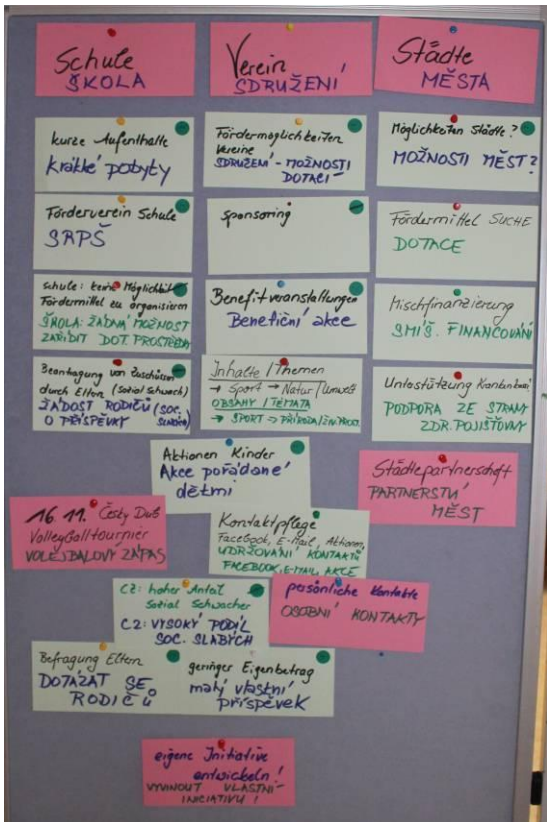 Schule
ŠKOLA
Verein
SDRUŽENÍ
Städte
MĚSTA
kurze Aufenthalte
krátké pobyty
Fördermöglichkeiten
Vereine
SDRUŽENÍ - MOŽNOSTI
DOTACÍ
Möglichkeiten Städte?
MOŽNOSTI MĚST?
Förderverein Schule
SRPŠ
sponsoring
Fördermittel SUCHE
DOTACE
Schule: keine Möglichkeit
Fördermittel zu organisieren
ŠKOLA: ŽÁDNÁ MOŽNOST
ZAŘÍDIT DOT. PROSTŘEDKY
Benefitveranstaltungen
Benefiční akce
Mischfinanzierung
SMÍŠ. FINANCOVÁNÍ
Beantragung von Zuschüssen
durch Eltern (Sozial Schwach)
ŽÁDOST RODIČŮ (SOC.
O PŘÍSPĚVKY
Inhalte / Themen
→ Sport → Natur / Umwelt
OBSAHY / TÉMATA
→ SPORT → PŘÍRODA / ŽIV. PROST.
Unterstützung
PODPORA ZE STRANY
ZDR. POJIŠŤOVNY
Aktionen Kinder
Akce pořádané
dětmi
Städtepartnerschaft
PARTNERSTVÍ
MĚST
16.11. Český Dub
Volleyballtournier
VOLEJBALOVÝ ZÁPAS
Kontaktpflege
Facebook, E-Mail, Aktionen,
UDRŽOVÁNÍ KONTAKTŮ
FACEBOOK, E-MAIL, AKCE
CZ: hoher Anteil
Sozial Schwacher
CZ: VYSOKÝ PODÍL
SOC. SLABÝCH
persönliche Kontakte
OSOBNÍ KONTAKTY
Befragung Eltern
DOTÁZAT SE
RODIČŮ
geringer Eigenbetrag
malý vlastní
příspěvek
eigene Initiative
entwickeln!
VYVINOUT VLASTNÍ
INICIATIVU!